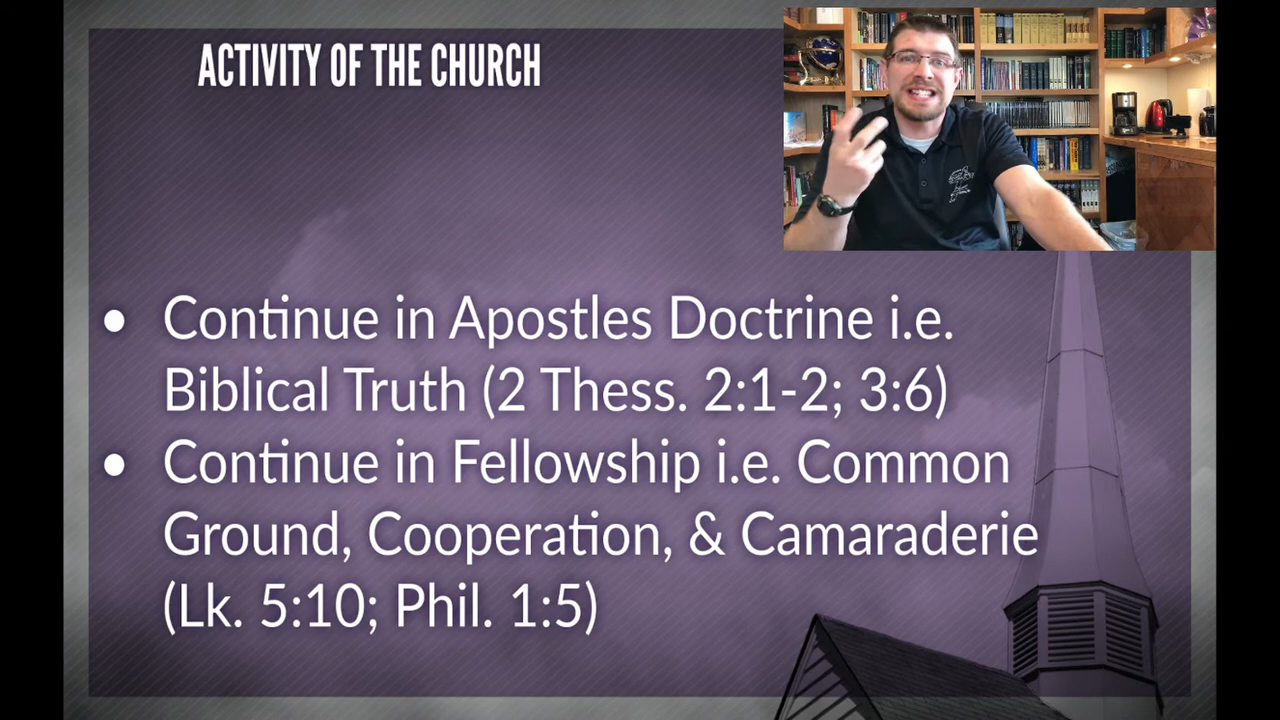 ACTIVITY OF THE CHURCH
• Continue in Apostles Doctrine i.e.
Biblical Truth (2 Thess. 2:1-2; 3:6)
• Continue in Fellowship i.e. Common
Ground, Cooperation, & Camaraderie
(Lk. 5:10; Phil. 1:5)